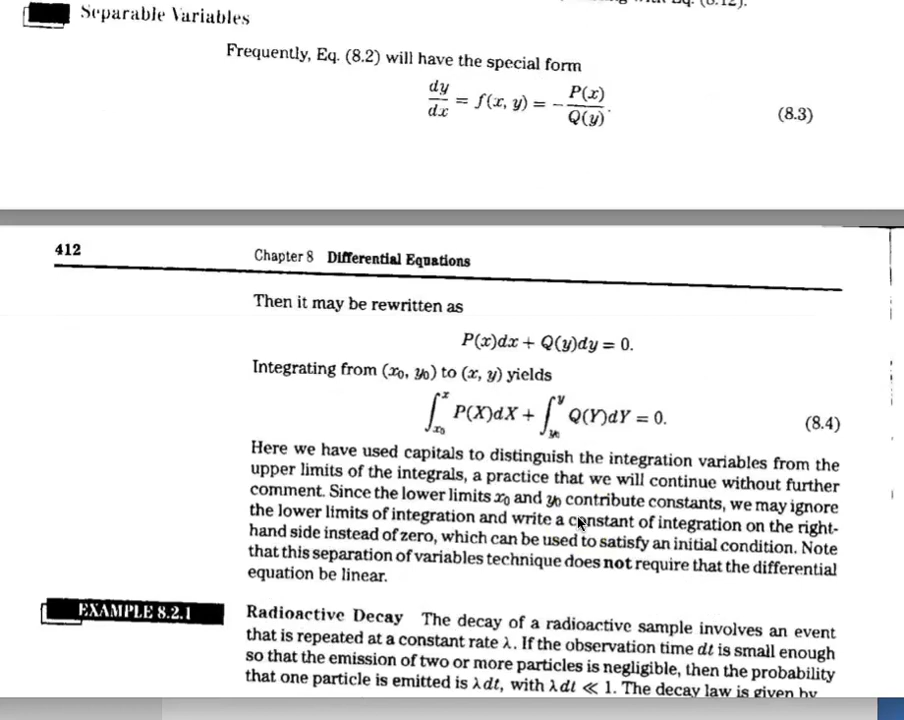 Eq. (8.12).
Separable Variables
Frequently, Eq. (8.2) will have the special form
dy/dx = f(x, y) = −P(x)/Q(y). (8.3)
412 Chapter 8 Differential Equations
Then it may be rewritten as
P(x)dx + Q(y)dy = 0.
Integrating from (x₀, y₀) to (x, y) yields
∫_{x₀}^{x} P(X)dX + ∫_{y₀}^{y} Q(Y)dY = 0. (8.4)
Here we have used capitals to distinguish the integration variables from the
upper limits of the integrals, a practice that we will continue without further
comment. Since the lower limits x₀ and y₀ contribute constants, we may ignore
the lower limits of integration and write a constant of integration on the right-
hand side instead of zero, which can be used to satisfy an initial condition. Note
that this separation of variables technique does not require that the differential
equation be linear.
EXAMPLE 8.2.1 Radioactive Decay The decay of a radioactive sample involves an event
that is repeated at a constant rate λ. If the observation time dt is small enough
so that the emission of two or more particles is negligible, then the probability
that one particle is emitted is λdt, with λdt ≪ 1. The decay law is given by